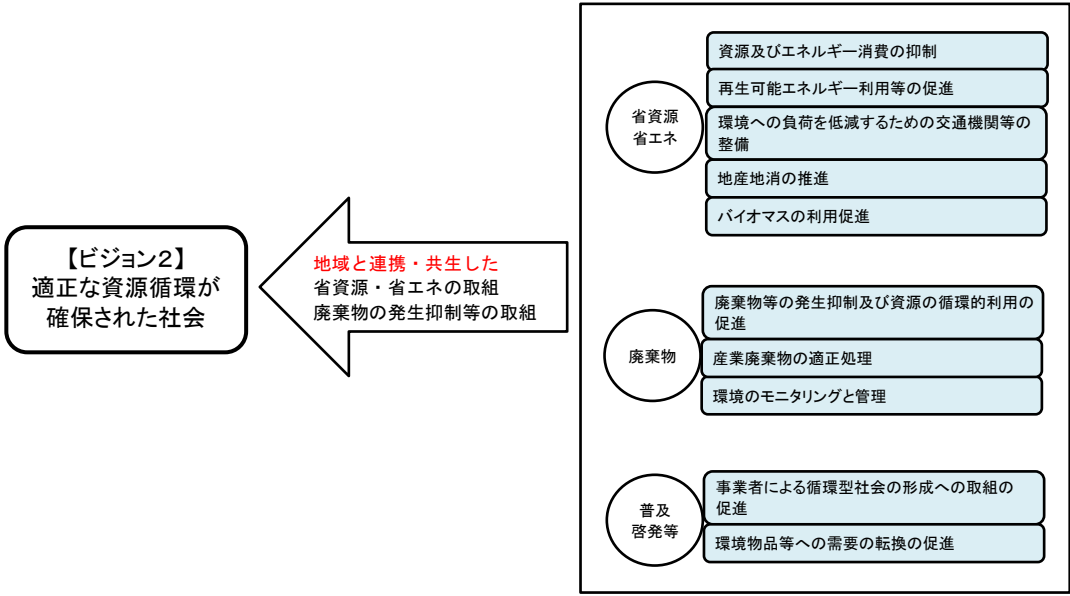 【ビジョン2】
適正な資源循環が
確保された社会
地域と連携・共生した
省資源・省エネの取組
廃棄物の発生抑制等の取組
省資源
省エネ
資源及びエネルギー消費の抑制
再生可能エネルギー利用等の促進
環境への負荷を低減するための交通機関等の
整備
地産地消の推進
バイオマスの利用促進
廃棄物
廃棄物等の発生抑制及び資源の循環的利用の
促進
産業廃棄物の適正処理
環境のモニタリングと管理
普及
啓発等
事業者による循環型社会の形成への取組の
促進
環境物品等への需要の転換の促進